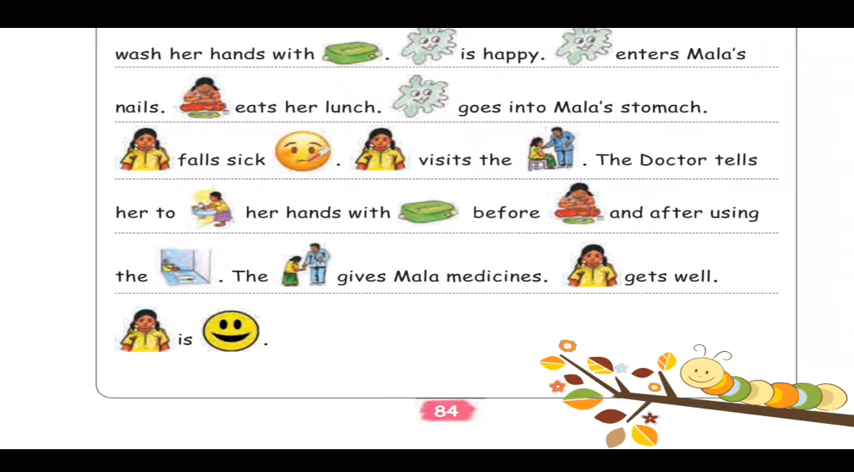 wash her hands with . is happy. enters Mala's
nails. eats her lunch. goes into Mala's stomach.
falls sick . visits the . The Doctor tells
her to her hands with before and after using
the . The gives Mala medicines. gets well.
is .
84